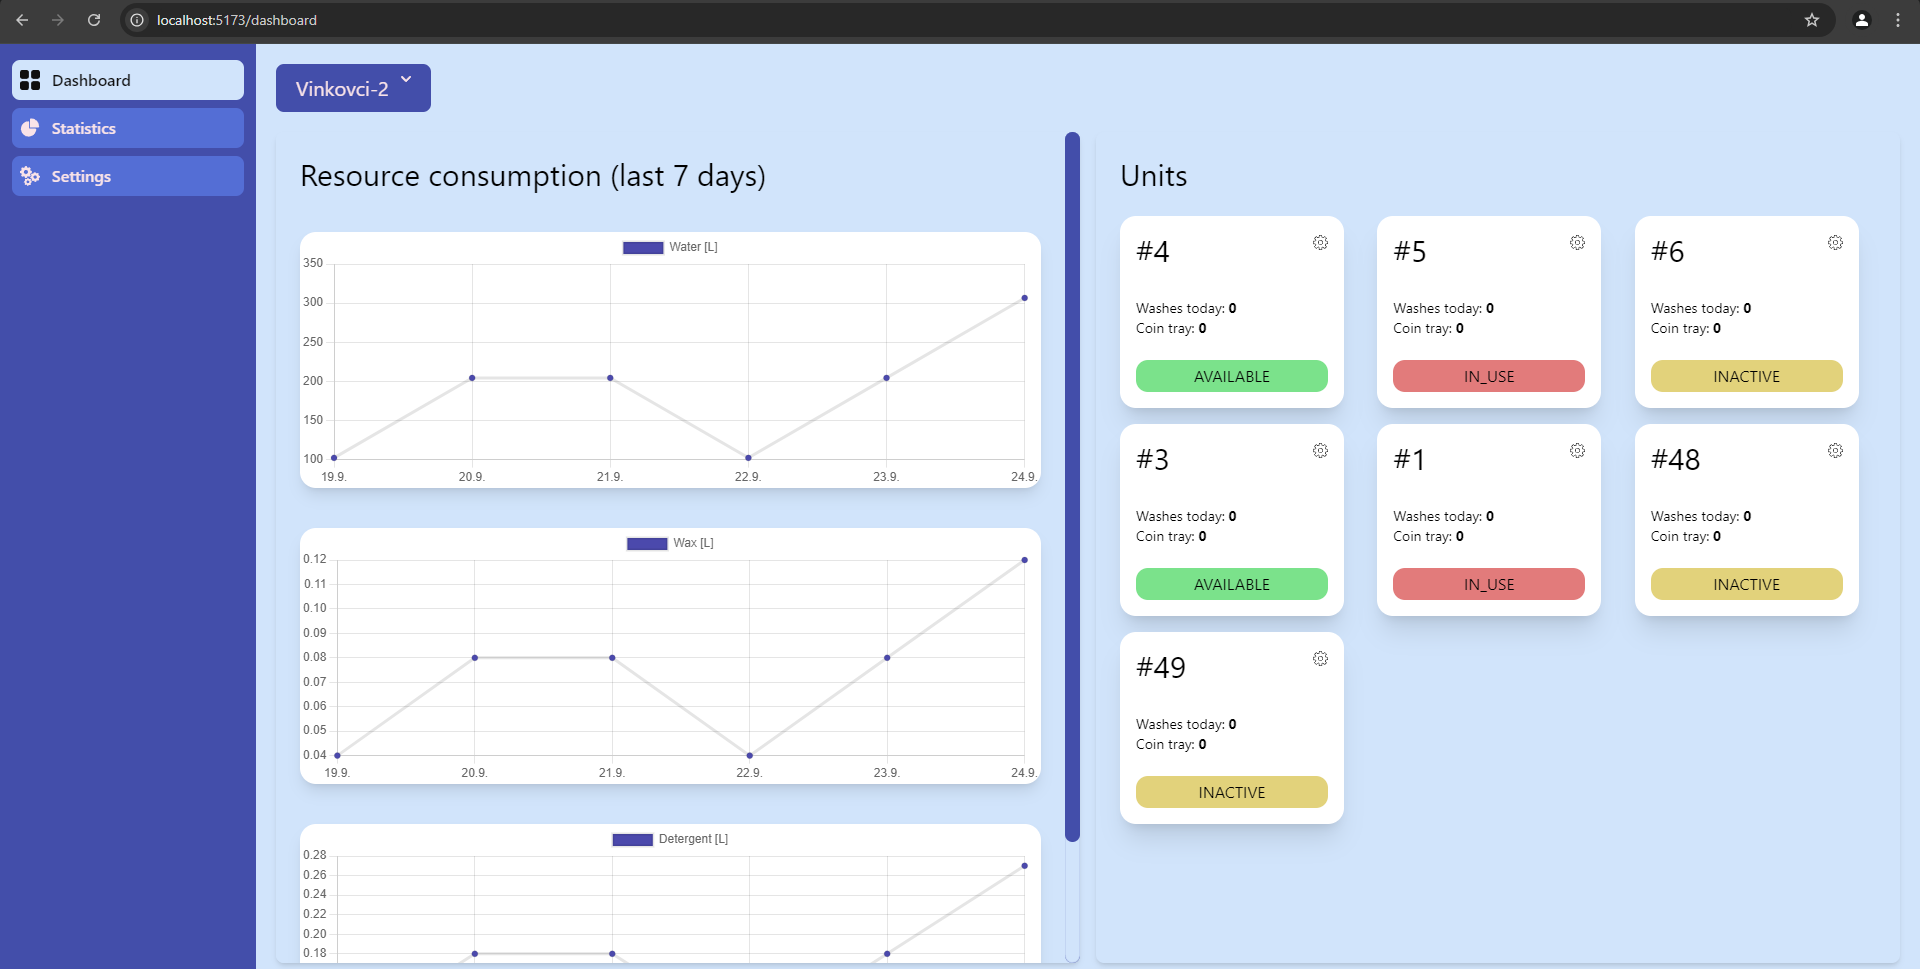 localhost:5173/dashboard
Dashboard
Statistics
Settings
Vinkovci-2
Resource consumption (last 7 days)
Water [L]
350
300
250
200
150
100
19.9. 20.9. 21.9. 22.9. 23.9. 24.9.
Wax [L]
0.12
0.11
0.10
0.09
0.08
0.07
0.06
0.05
0.04
19.9. 20.9. 21.9. 22.9. 23.9. 24.9.
Detergent [L]
0.28
0.26
0.24
0.22
0.20
0.18
Units
#4
Washes today: 0
Coin tray: 0
AVAILABLE
#5
Washes today: 0
Coin tray: 0
IN_USE
#6
Washes today: 0
Coin tray: 0
INACTIVE
#3
Washes today: 0
Coin tray: 0
AVAILABLE
#1
Washes today: 0
Coin tray: 0
IN_USE
#48
Washes today: 0
Coin tray: 0
INACTIVE
#49
Washes today: 0
Coin tray: 0
INACTIVE